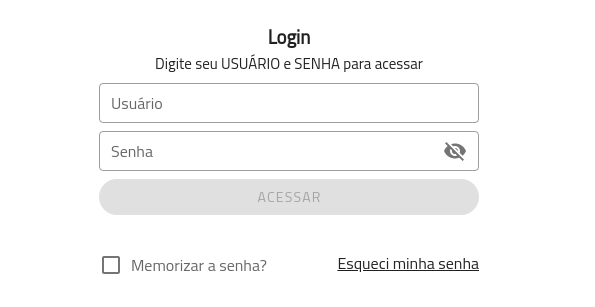 Login
Digite seu USUÁRIO e SENHA para acessar
Usuário
Senha
ACESSAR
Memorizar a senha? Esqueci minha senha